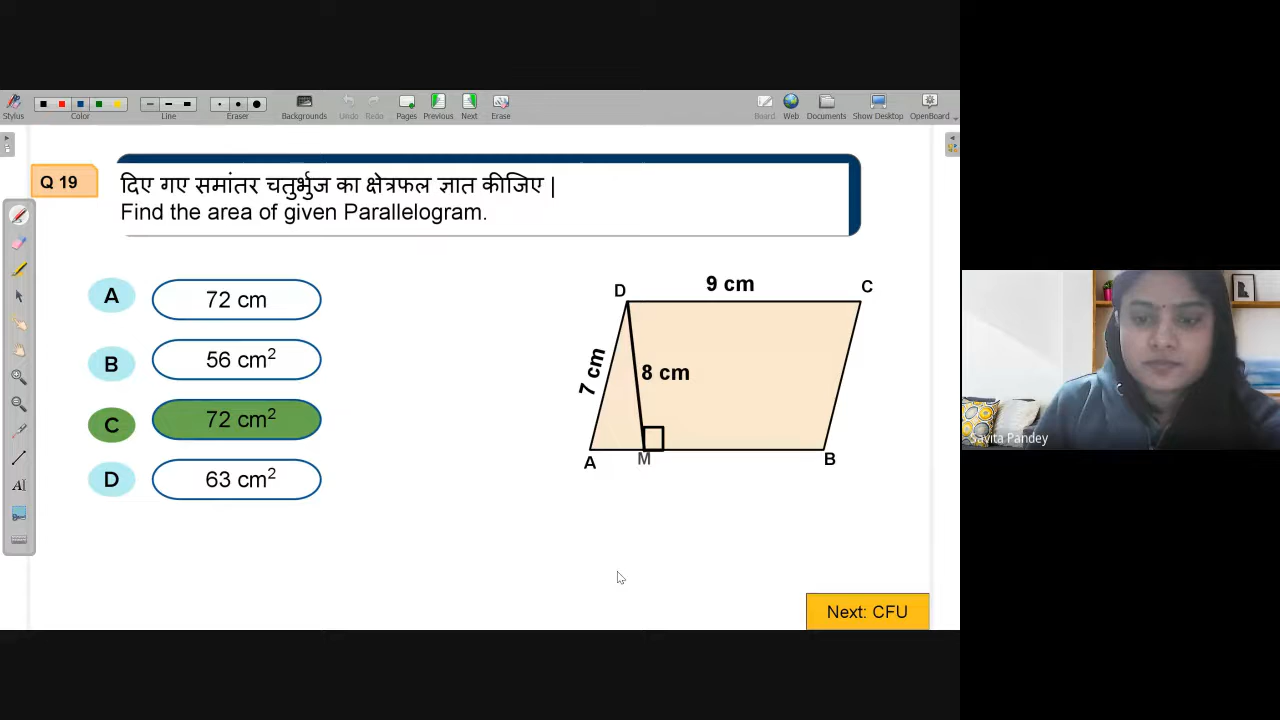 Stylus
Color
Line
Eraser
Backgrounds
Undo
Redo
Pages
Previous
Next
Erase
Board
Web
Documents
Show Desktop
OpenBoard
Q 19
दिए गए समांतर चतुर्भुज का क्षेत्रफल ज्ञात कीजिए |
Find the area of given Parallelogram.
A
72 cm
B
56 cm²
C
72 cm²
D
63 cm²
D
9 cm
C
7 cm
8 cm
A
M
B
Next: CFU
Savita Pandey